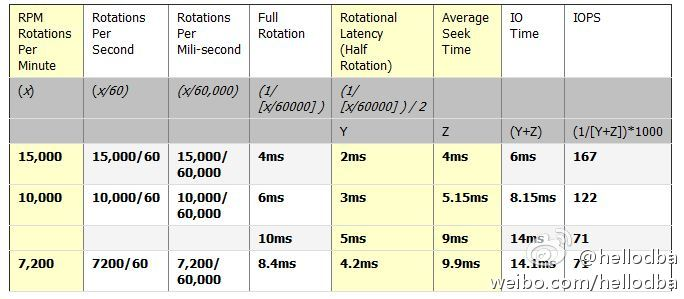 RPM Rotations Per Minute | Rotations Per Second | Rotations Per Mili-second | Full Rotation | Rotational Latency (Half Rotation) | Average Seek Time | IO Time | IOPS
(x) | (x/60) | (x/60,000) | (1/[x/60000] ) | (1/[x/60000] ) / 2
Y | Z | (Y+Z) | (1/[Y+Z])*1000
15,000 | 15,000/60 | 15,000/60,000 | 4ms | 2ms | 4ms | 6ms | 167
10,000 | 10,000/60 | 10,000/60,000 | 6ms | 3ms | 5.15ms | 8.15ms | 122
10ms | 5ms | 9ms | 14ms | 71
7,200 | 7200/60 | 7,200/60,000 | 8.4ms | 4.2ms | 9.9ms | 14.1ms | 71
@hellodba
weibo.com/hellodba